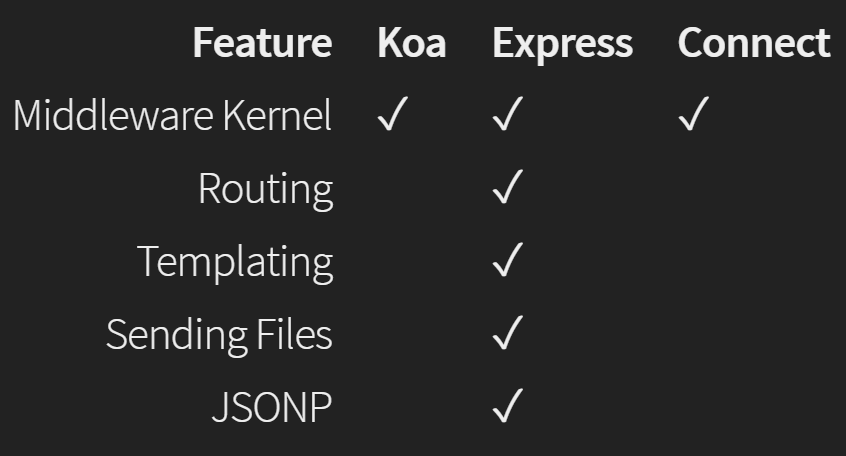 Feature Koa Express Connect
Middleware Kernel ✓ ✓ ✓
Routing ✓
Templating ✓
Sending Files ✓
JSONP ✓